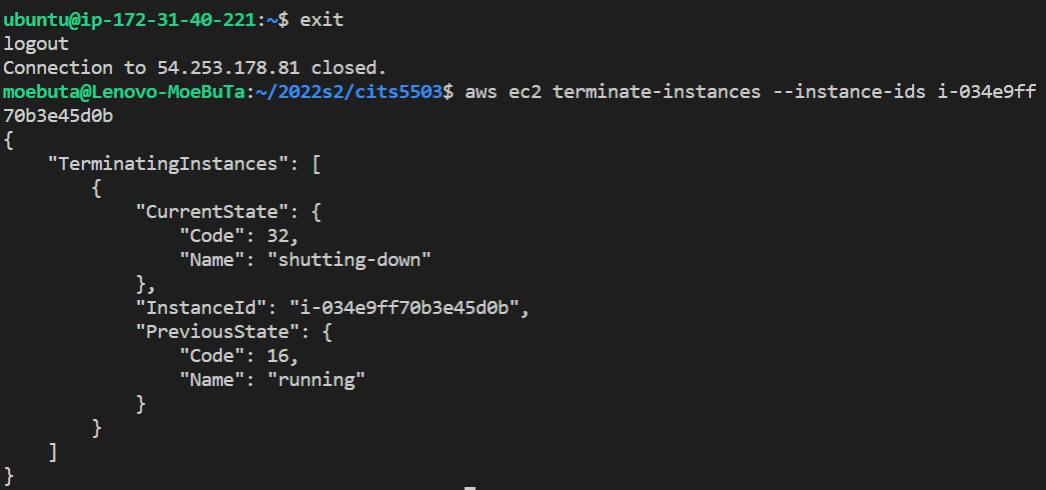 ubuntu@ip-172-31-40-221:~$ exit
logout
Connection to 54.253.178.81 closed.
moebuta@Lenovo-MoeBuTa:~/2022s2/cits5503$ aws ec2 terminate-instances --instance-ids i-034e9ff
70b3e45d0b
{
    "TerminatingInstances": [
        {
            "CurrentState": {
                "Code": 32,
                "Name": "shutting-down"
            },
            "InstanceId": "i-034e9ff70b3e45d0b",
            "PreviousState": {
                "Code": 16,
                "Name": "running"
            }
        }
    ]
}